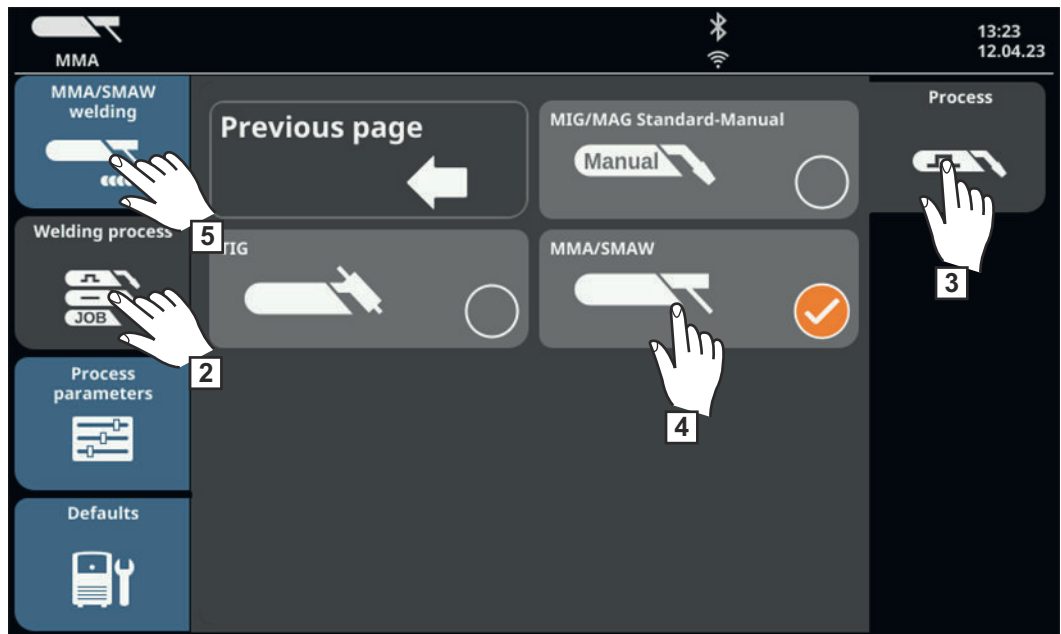 MMA
13:23
12.04.23
MMA/SMAW
welding
5
Welding process
JOB
2
Process
parameters
Defaults
Previous page
MIG/MAG Standard-Manual
Manual
TIG
MMA/SMAW
4
Process
3